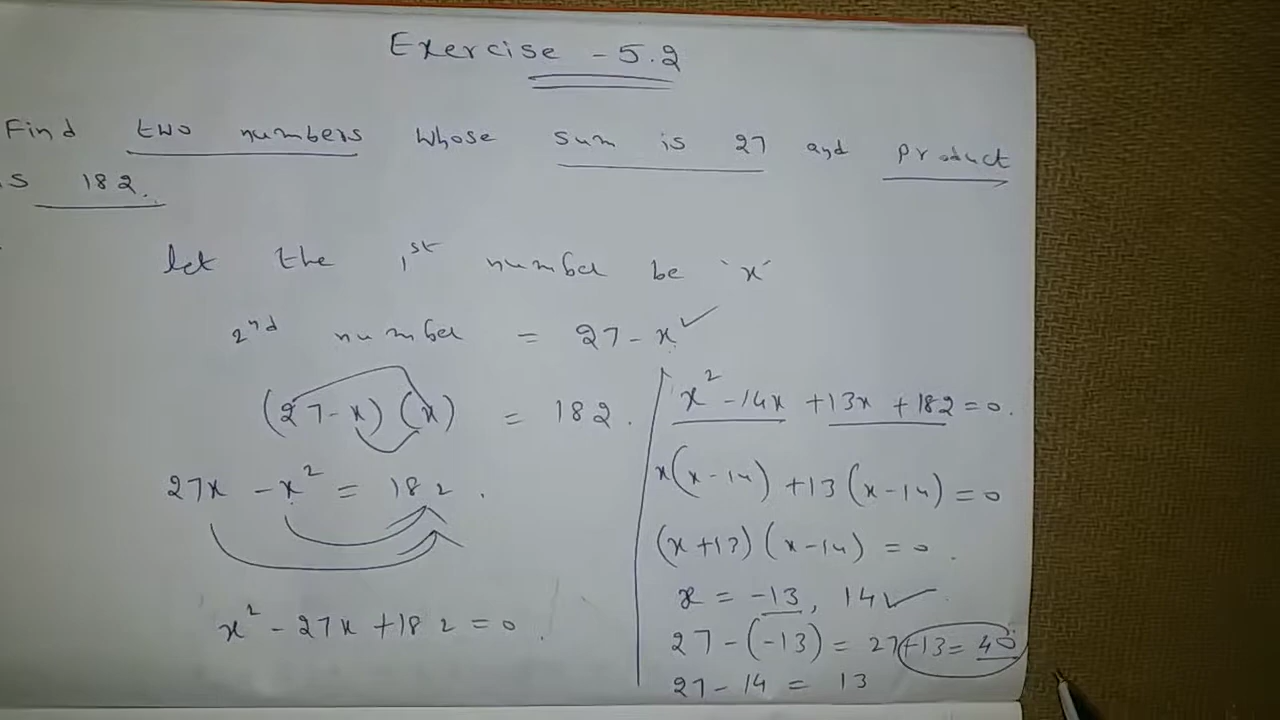 Exercise - 5.2
Find two numbers whose sum is 27 and product
is 182.
let the 1st number be 'x'
2nd number = 27 - x ✓
(27 - x) (x) = 182.
27x - x² = 182.
x² - 27x + 182 = 0.
x² - 14x + 13x + 182 = 0.
x(x - 14) + 13(x - 14) = 0
(x + 13) (x - 14) = 0.
x = -13, 14 ✓
27 - (-13) = 27 + 13 = 40
27 - 14 = 13